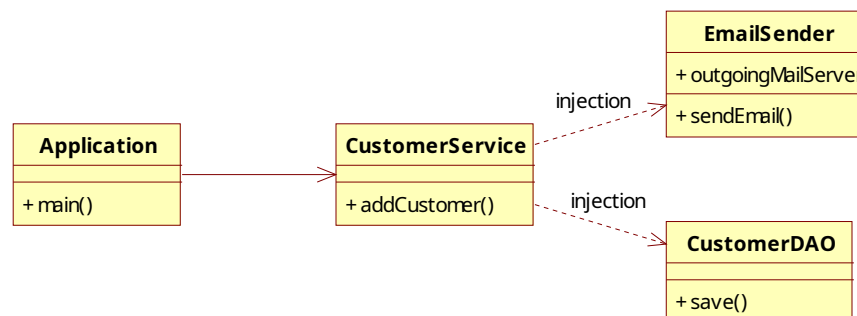 EmailSender
+ outgoingMailServer
+ sendEmail()
injection
Application
+ main()
CustomerService
+ addCustomer()
injection
CustomerDAO
+ save()